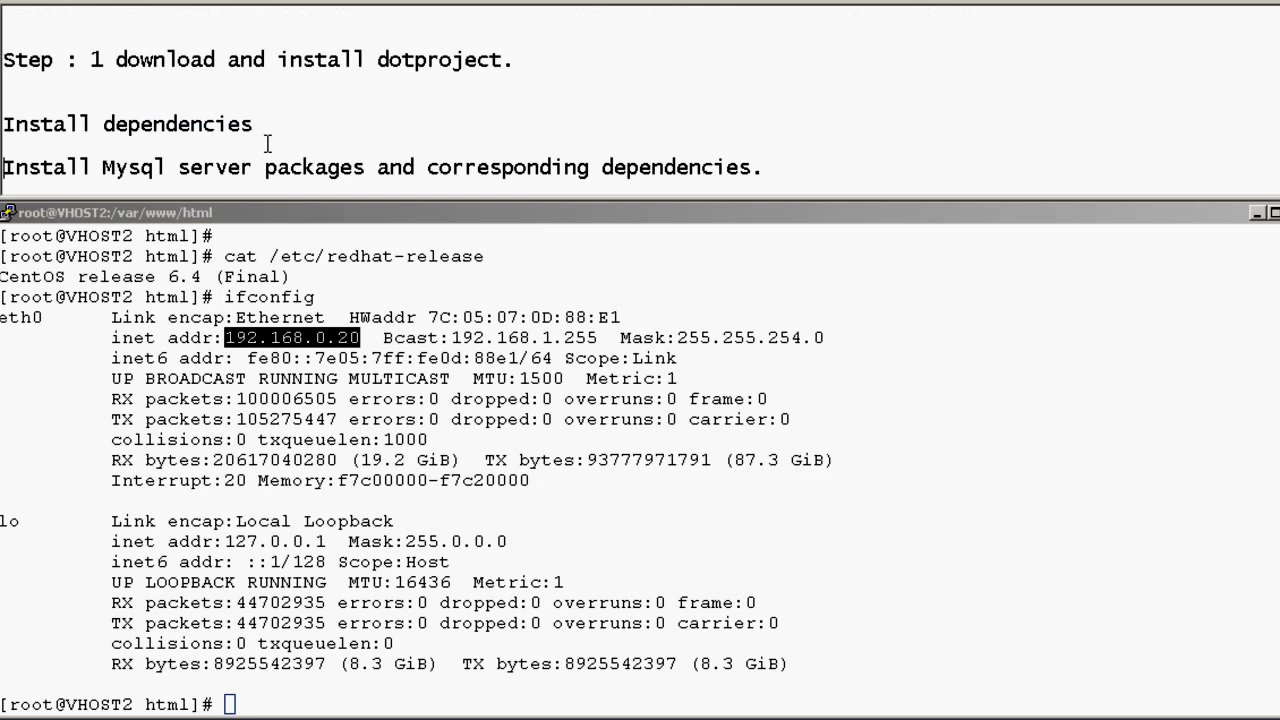 Step : 1 download and install dotproject.
Install dependencies
Install Mysql server packages and corresponding dependencies.
root@VHOST2:/var/www/html
[root@VHOST2 html]#
[root@VHOST2 html]# cat /etc/redhat-release
CentOS release 6.4 (Final)
[root@VHOST2 html]# ifconfig
eth0 Link encap:Ethernet HWaddr 7C:05:07:0D:88:E1
inet addr:192.168.0.20 Bcast:192.168.1.255 Mask:255.255.254.0
inet6 addr: fe80::7e05:7ff:fe0d:88e1/64 Scope:Link
UP BROADCAST RUNNING MULTICAST MTU:1500 Metric:1
RX packets:100006505 errors:0 dropped:0 overruns:0 frame:0
TX packets:105275447 errors:0 dropped:0 overruns:0 carrier:0
collisions:0 txqueuelen:1000
RX bytes:20617040280 (19.2 GiB) TX bytes:93777971791 (87.3 GiB)
Interrupt:20 Memory:f7c00000-f7c20000
lo Link encap:Local Loopback
inet addr:127.0.0.1 Mask:255.0.0.0
inet6 addr: ::1/128 Scope:Host
UP LOOPBACK RUNNING MTU:16436 Metric:1
RX packets:44702935 errors:0 dropped:0 overruns:0 frame:0
TX packets:44702935 errors:0 dropped:0 overruns:0 carrier:0
collisions:0 txqueuelen:0
RX bytes:8925542397 (8.3 GiB) TX bytes:8925542397 (8.3 GiB)
[root@VHOST2 html]#